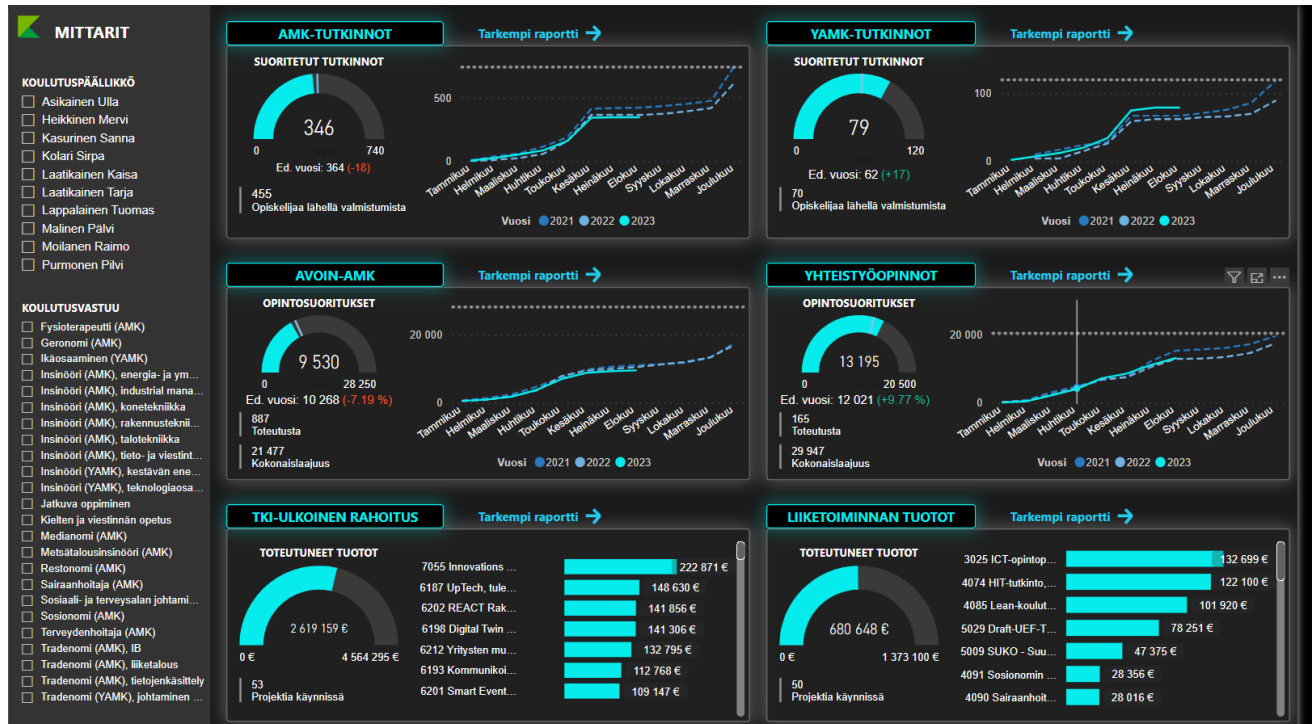 MITTARIT
KOULUTUSPÄÄLLIKKÖ
Asikainen Ulla
Heikkinen Mervi
Kasurinen Sanna
Kolari Sirpa
Laatikainen Kaisa
Laatikainen Tarja
Lappalainen Tuomas
Malinen Pälvi
Moilanen Raimo
Purmonen Pilvi
KOULUTUSVASTUU
Fysioterapeutti (AMK)
Geronomi (AMK)
Ikäosaaminen (YAMK)
Insinööri (AMK), energia- ja ym...
Insinööri (AMK), industrial mana...
Insinööri (AMK), konetekniikka
Insinööri (AMK), rakennusteknii...
Insinööri (AMK), talotekniikka
Insinööri (AMK), tieto- ja viestint...
Insinööri (YAMK), kestävän ene...
Insinööri (YAMK), teknologiaosa...
Jatkuva oppiminen
Kielten ja viestinnän opetus
Medianomi (AMK)
Metsätalousinsinööri (AMK)
Restonomi (AMK)
Sairaanhoitaja (AMK)
Sosiaali- ja terveysalan johtami...
Sosionomi (AMK)
Terveydenhoitaja (AMK)
Tradenomi (AMK), IB
Tradenomi (AMK), liiketalous
Tradenomi (AMK), tietojenkäsittely
Tradenomi (YAMK), johtaminen ...
AMK-TUTKINNOT
Tarkempi raportti
SUORITETUT TUTKINNOT
346
0 740
Ed. vuosi: 364 (-18)
455
Opiskelijaa lähellä valmistumista
500
0
Tammikuu Helmikuu Maaliskuu Huhtikuu Toukokuu Kesäkuu Heinäkuu Elokuu Syyskuu Lokakuu Marraskuu Joulukuu
Vuosi 2021 2022 2023
YAMK-TUTKINNOT
Tarkempi raportti
SUORITETUT TUTKINNOT
79
0 120
Ed. vuosi: 62 (+17)
70
Opiskelijaa lähellä valmistumista
100
0
Tammikuu Helmikuu Maaliskuu Huhtikuu Toukokuu Kesäkuu Heinäkuu Elokuu Syyskuu Lokakuu Marraskuu Joulukuu
Vuosi 2021 2022 2023
AVOIN-AMK
Tarkempi raportti
OPINTOSUORITUKSET
9 530
0 28 250
Ed. vuosi: 10 268 (-7.19 %)
887
Toteutusta
21 477
Kokonaislaajuus
20 000
0
Tammikuu Helmikuu Maaliskuu Huhtikuu Toukokuu Kesäkuu Heinäkuu Elokuu Syyskuu Lokakuu Marraskuu Joulukuu
Vuosi 2021 2022 2023
YHTEISTYÖOPINNOT
Tarkempi raportti
OPINTOSUORITUKSET
13 195
0 20 500
Ed. vuosi: 12 021 (+9.77 %)
165
Toteutusta
29 947
Kokonaislaajuus
20 000
0
Tammikuu Helmikuu Maaliskuu Huhtikuu Toukokuu Kesäkuu Heinäkuu Elokuu Syyskuu Lokakuu Marraskuu Joulukuu
Vuosi 2021 2022 2023
TKI-ULKOINEN RAHOITUS
Tarkempi raportti
TOTEUTUNEET TUOTOT
2 619 159 €
0 € 4 564 295 €
53
Projektia käynnissä
7055 Innovations ... 222 871 €
6187 UpTech, tule... 148 630 €
6202 REACT Rak... 141 856 €
6198 Digital Twin ... 141 306 €
6212 Yritysten mu... 132 795 €
6193 Kommunikoi... 112 768 €
6201 Smart Event... 109 147 €
LIIKETOIMINNAN TUOTOT
Tarkempi raportti
TOTEUTUNEET TUOTOT
680 648 €
0 € 1 373 100 €
50
Projektia käynnissä
3025 ICT-opintop... 132 699 €
4074 HIT-tutkinto,... 122 100 €
4085 Lean-koulut... 101 920 €
5029 Draft-UEF-T... 78 251 €
5009 SUKO - Suu... 47 375 €
4091 Sosionomin ... 28 356 €
4090 Sairaanhoit... 28 016 €